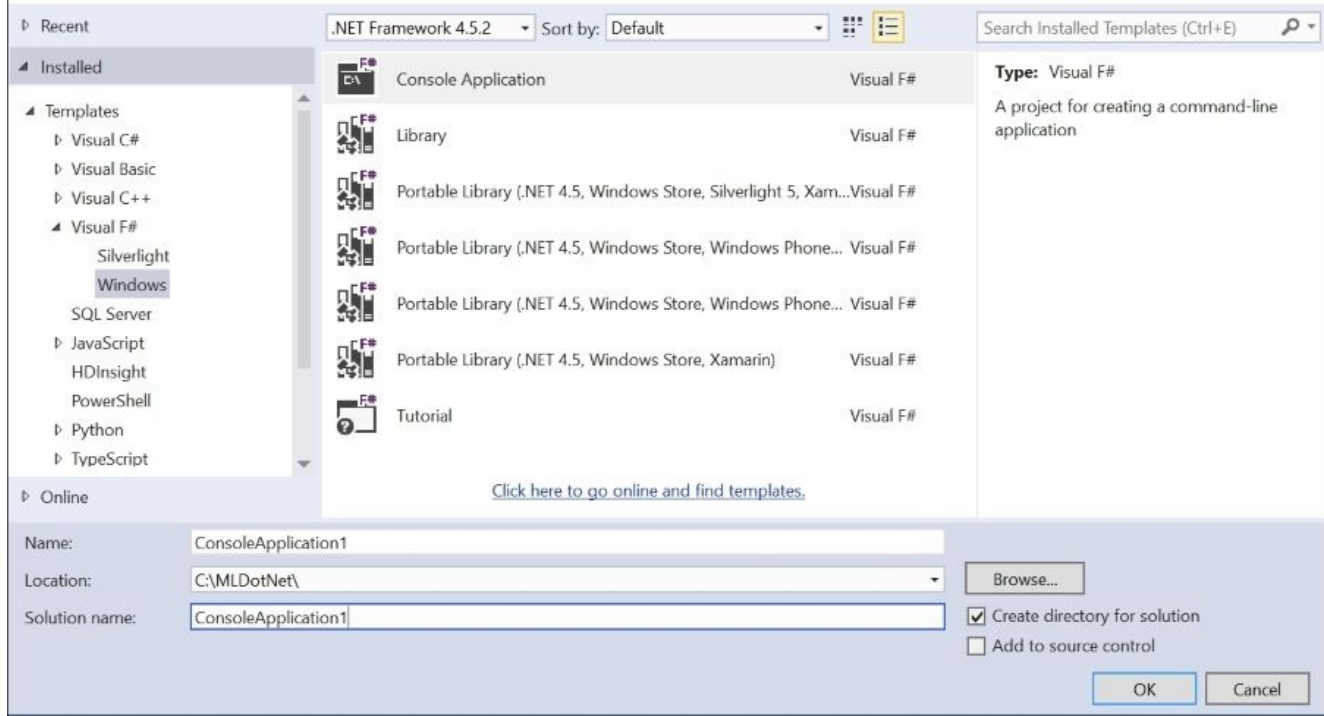 Recent
.NET Framework 4.5.2 Sort by: Default
Search Installed Templates (Ctrl+E)
Installed
Templates
Visual C#
Visual Basic
Visual C++
Visual F#
Silverlight
Windows
SQL Server
JavaScript
HDInsight
PowerShell
Python
TypeScript
Online
F# C:\ Console Application Visual F#
F# Library Visual F#
F# Portable Library (.NET 4.5, Windows Store, Silverlight 5, Xam...Visual F#
F# Portable Library (.NET 4.5, Windows Store, Windows Phone... Visual F#
F# Portable Library (.NET 4.5, Windows Store, Windows Phone... Visual F#
F# Portable Library (.NET 4.5, Windows Store, Xamarin) Visual F#
F# ? Tutorial Visual F#
Click here to go online and find templates.
Type: Visual F#
A project for creating a command-line
application
Name: ConsoleApplication1
Location: C:\MLDotNet\ Browse...
Solution name: ConsoleApplication1
Create directory for solution
Add to source control
OK Cancel